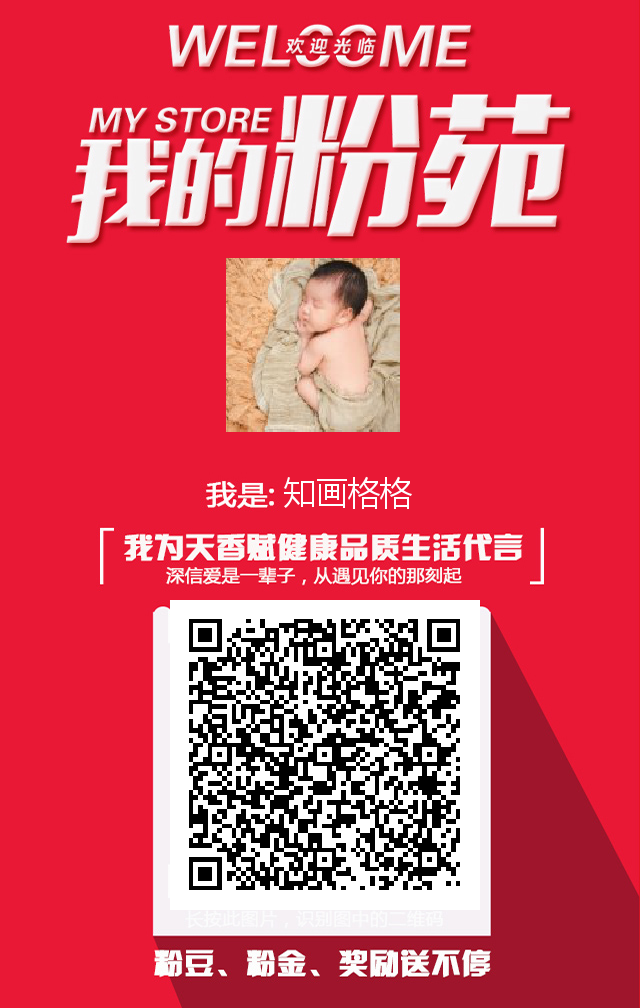 WELCOME
欢迎光临
MY STORE
我的粉苑
我是: 知画格格
我为天香赋健康品质生活代言
深信爱是一辈子，从遇见你的那刻起
长按此图片，识别图中的二维码
粉豆、粉金、奖励送不停